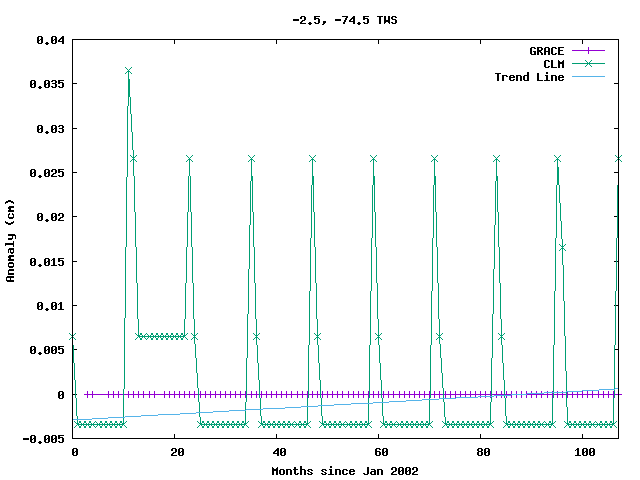 -2.5, -74.5 TWS
GRACE
CLM
Trend Line
0.04
0.035
0.03
0.025
0.02
0.015
0.01
0.005
0
-0.005
Anomaly (cm)
0 20 40 60 80 100
Months since Jan 2002